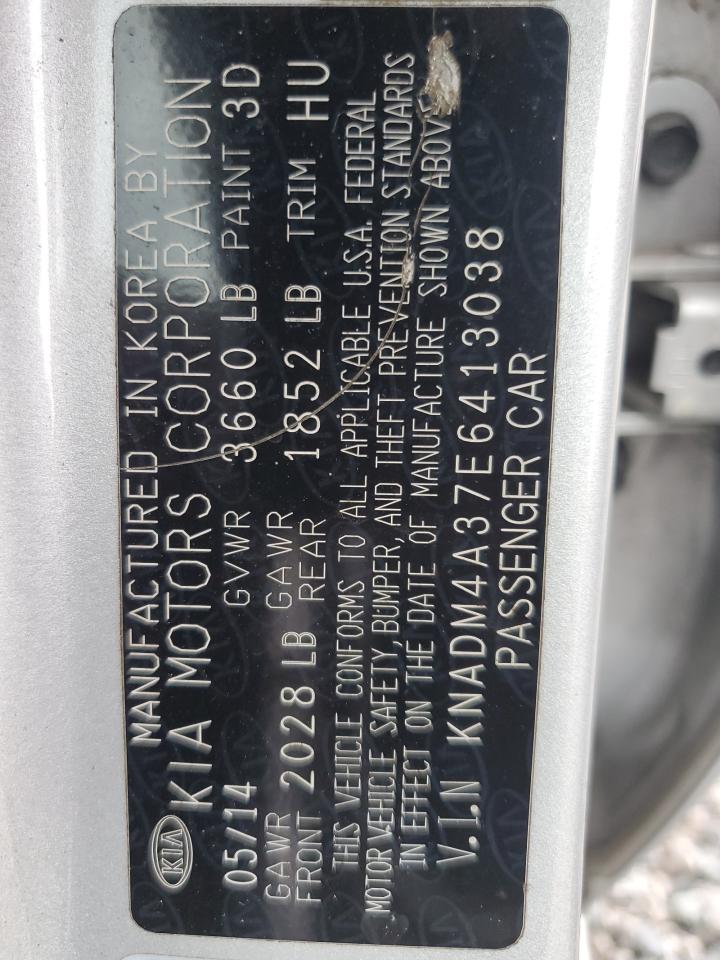 MANUFACTURED IN KOREA BY
KIA KIA MOTORS CORPORATION
05/14 GVWR 3660 LB PAINT 3D
GAWR FRONT 2028 LB GAWR REAR 1852 LB TRIM HU
THIS VEHICLE CONFORMS TO ALL APPLICABLE U.S.A. FEDERAL
MOTOR VEHICLE SAFETY, BUMPER, AND THEFT PREVENTION STANDARDS
IN EFFECT ON THE DATE OF MANUFACTURE SHOWN ABOVE
V.I.N KNADM4A37E6413038
PASSENGER CAR